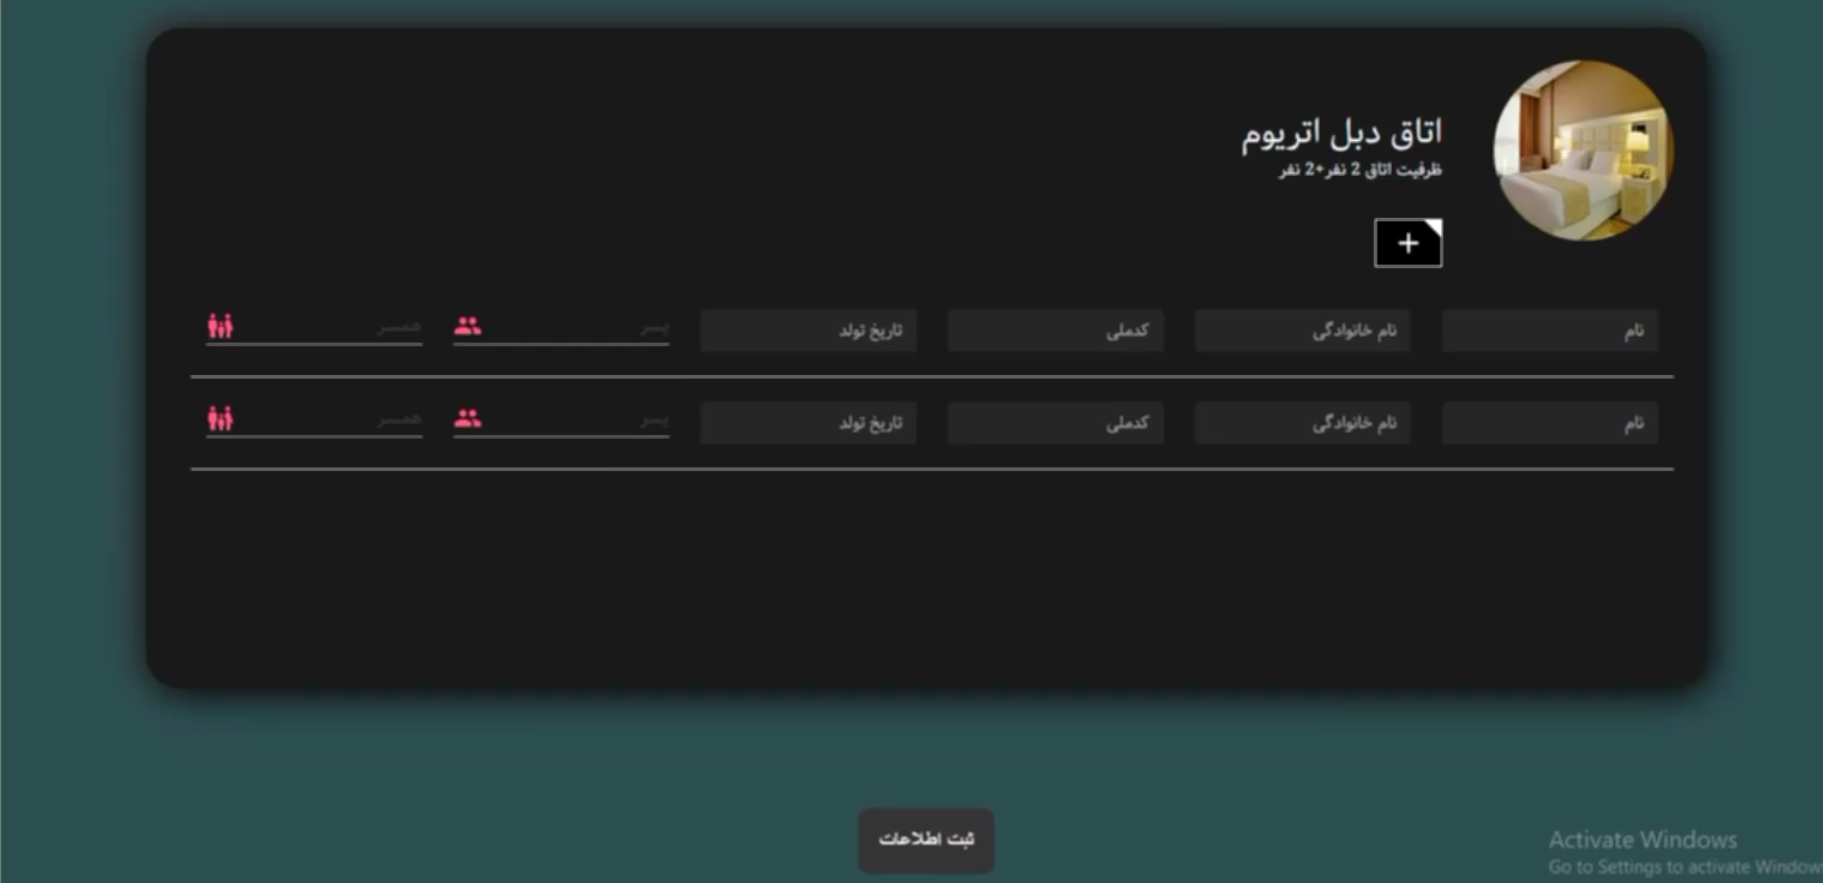 اتاق دبل اتریوم
ظرفیت اتاق 2 نفر+2 نفر
+
نام نام خانوادگی کدملی تاریخ تولد پسر همسر
نام نام خانوادگی کدملی تاریخ تولد پسر همسر
ثبت اطلاعات
Activate Windows
Go to Settings to activate Window